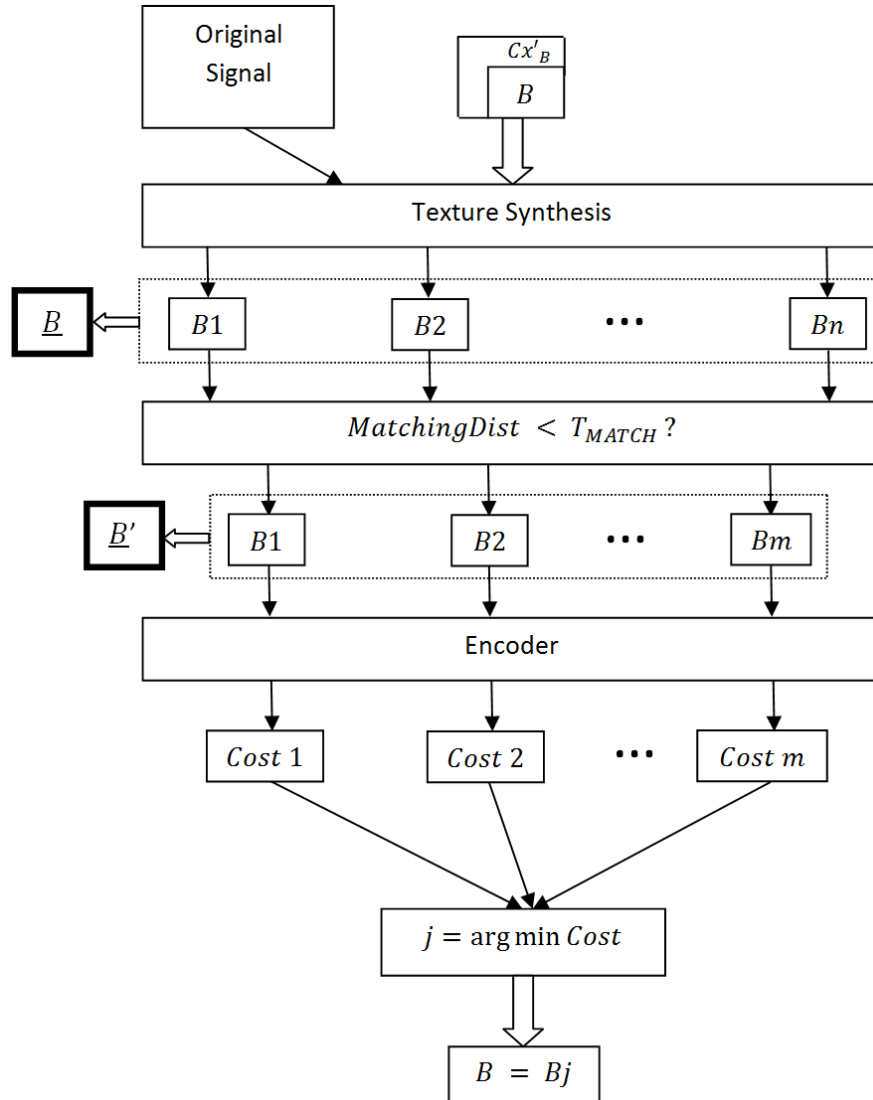 Original
Signal
Cx′B
B
Texture Synthesis
B
B1
B2
...
Bn
MatchingDist < T_MATCH ?
B'
B1
B2
...
Bm
Encoder
Cost 1
Cost 2
...
Cost m
j = arg min Cost
B = Bj